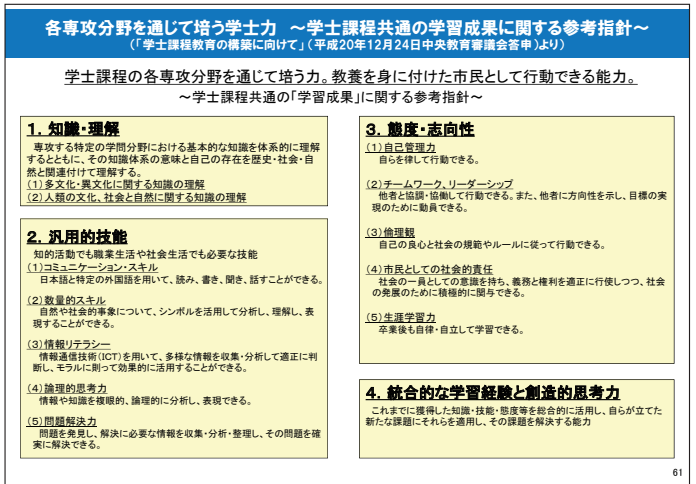 各専攻分野を通じて培う学士力　～学士課程共通の学習成果に関する参考指針～
（「学士課程教育の構築に向けて」（平成20年12月24日中央教育審議会答申）より）
学士課程の各専攻分野を通じて培う力。教養を身に付けた市民として行動できる能力。
～学士課程共通の「学習成果」に関する参考指針～
１．知識・理解
専攻する特定の学問分野における基本的な知識を体系的に理解
するとともに、その知識体系の意味と自己の存在を歴史・社会・自
然と関連付けて理解する。
（１）多文化・異文化に関する知識の理解
（２）人類の文化、社会と自然に関する知識の理解
２．汎用的技能
知的活動でも職業生活や社会生活でも必要な技能
（１）コミュニケーション・スキル
日本語と特定の外国語を用いて、読み、書き、聞き、話すことができる。
（２）数量的スキル
自然や社会的事象について、シンボルを活用して分析し、理解し、表
現することができる。
（３）情報リテラシー
情報通信技術（ICT）を用いて、多様な情報を収集・分析して適正に判
断し、モラルに則って効果的に活用することができる。
（４）論理的思考力
情報や知識を複眼的、論理的に分析し、表現できる。
（５）問題解決力
問題を発見し、解決に必要な情報を収集・分析・整理し、その問題を確
実に解決できる。
３．態度・志向性
（１）自己管理力
自らを律して行動できる。
（２）チームワーク、リーダーシップ
他者と協調・協働して行動できる。また、他者に方向性を示し、目標の実
現のために動員できる。
（３）倫理観
自己の良心と社会の規範やルールに従って行動できる。
（４）市民としての社会的責任
社会の一員としての意識を持ち、義務と権利を適正に行使しつつ、社会
の発展のために積極的に関与できる。
（５）生涯学習力
卒業後も自律・自立して学習できる。
４．統合的な学習経験と創造的思考力
これまでに獲得した知識・技能・態度等を総合的に活用し、自らが立てた
新たな課題にそれらを適用し、その課題を解決する能力
61